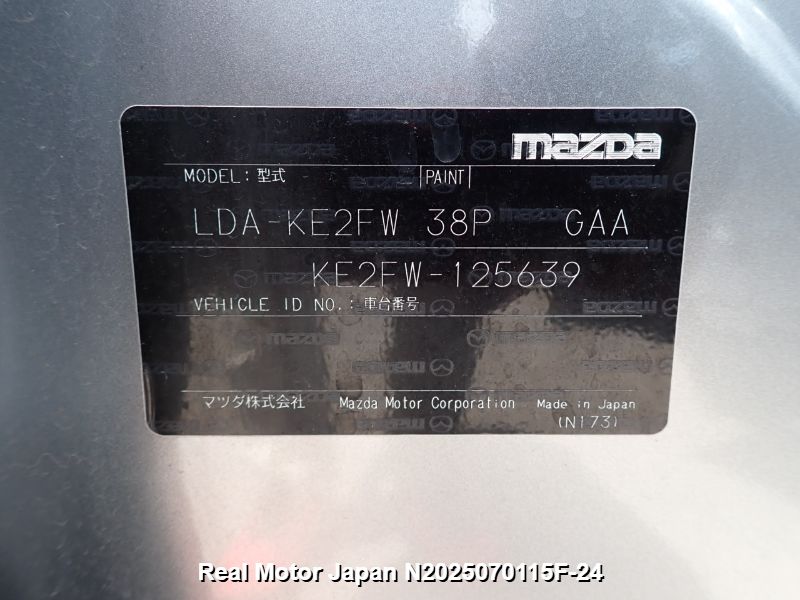 mazda
MODEL: 型式 PAINT
LDA-KE2FW 38P GAA
KE2FW-125639
VEHICLE ID NO.: 車台番号
マツダ株式会社 Mazda Motor Corporation Made in Japan
(N173)
Real Motor Japan N2025070115F-24